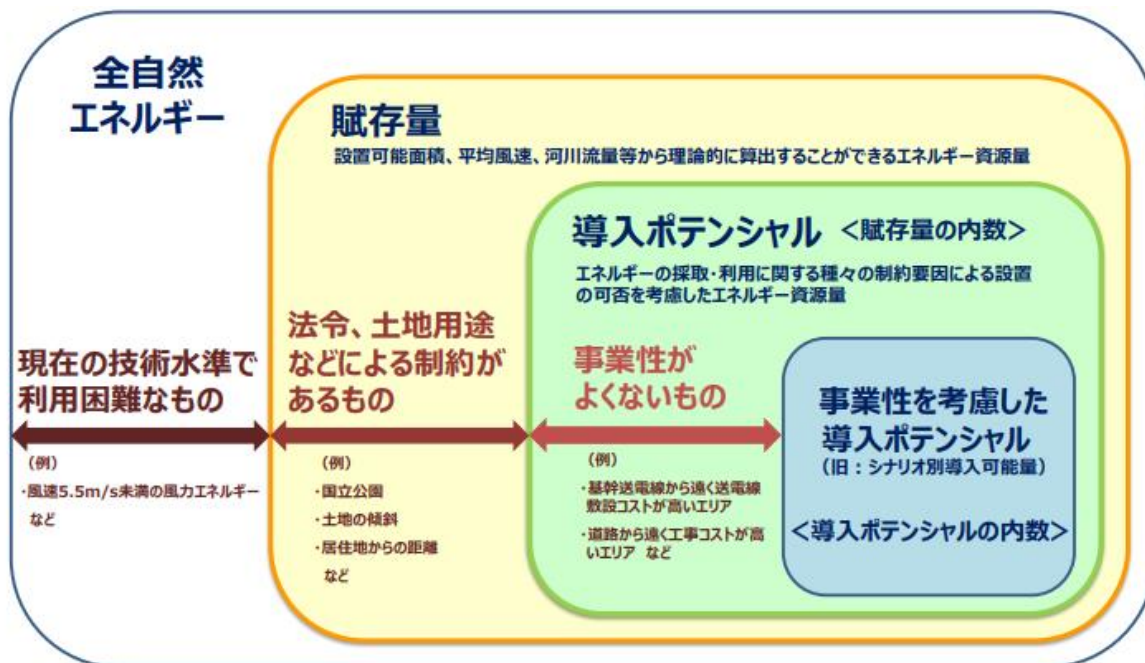 全自然
エネルギー
賦存量
設置可能面積、平均風速、河川流量等から理論的に算出することができるエネルギー資源量
導入ポテンシャル <賦存量の内数>
エネルギーの採取・利用に関する種々の制約要因による設置
の可否を考慮したエネルギー資源量
現在の技術水準で
利用困難なもの
(例)
・風速5.5m/s未満の風力エネルギー
など
法令、土地用途
などによる制約が
あるもの
(例)
・国立公園
・土地の傾斜
・居住地からの距離
など
事業性が
よくないもの
(例)
・基幹送電線から遠く送電線
敷設コストが高いエリア
・道路から遠く工事コストが高
いエリア など
事業性を考慮した
導入ポテンシャル
(旧:シナリオ別導入可能量)
<導入ポテンシャルの内数>